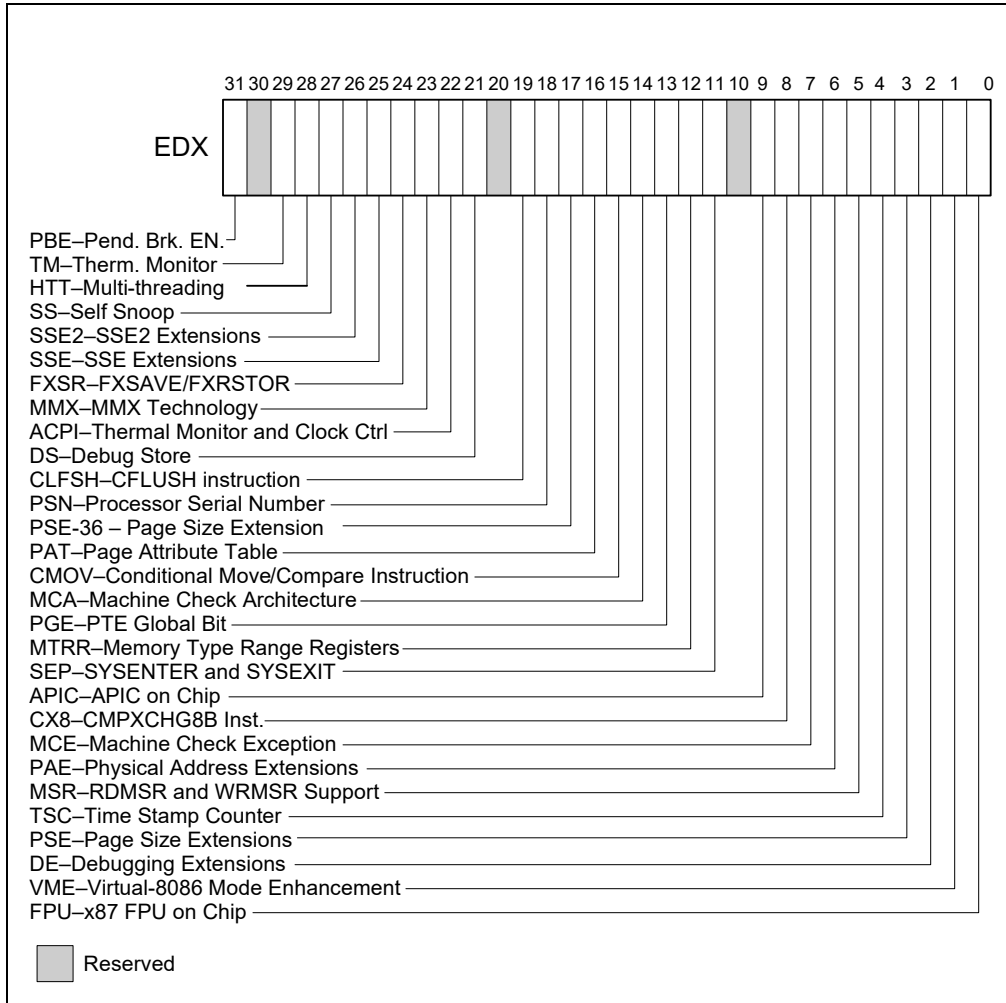 31 30 29 28 27 26 25 24 23 22 21 20 19 18 17 16 15 14 13 12 11 10 9 8 7 6 5 4 3 2 1 0
EDX
PBE–Pend. Brk. EN.
TM–Therm. Monitor
HTT–Multi-threading
SS–Self Snoop
SSE2–SSE2 Extensions
SSE–SSE Extensions
FXSR–FXSAVE/FXRSTOR
MMX–MMX Technology
ACPI–Thermal Monitor and Clock Ctrl
DS–Debug Store
CLFSH–CFLUSH instruction
PSN–Processor Serial Number
PSE-36 – Page Size Extension
PAT–Page Attribute Table
CMOV–Conditional Move/Compare Instruction
MCA–Machine Check Architecture
PGE–PTE Global Bit
MTRR–Memory Type Range Registers
SEP–SYSENTER and SYSEXIT
APIC–APIC on Chip
CX8–CMPXCHG8B Inst.
MCE–Machine Check Exception
PAE–Physical Address Extensions
MSR–RDMSR and WRMSR Support
TSC–Time Stamp Counter
PSE–Page Size Extensions
DE–Debugging Extensions
VME–Virtual-8086 Mode Enhancement
FPU–x87 FPU on Chip
Reserved